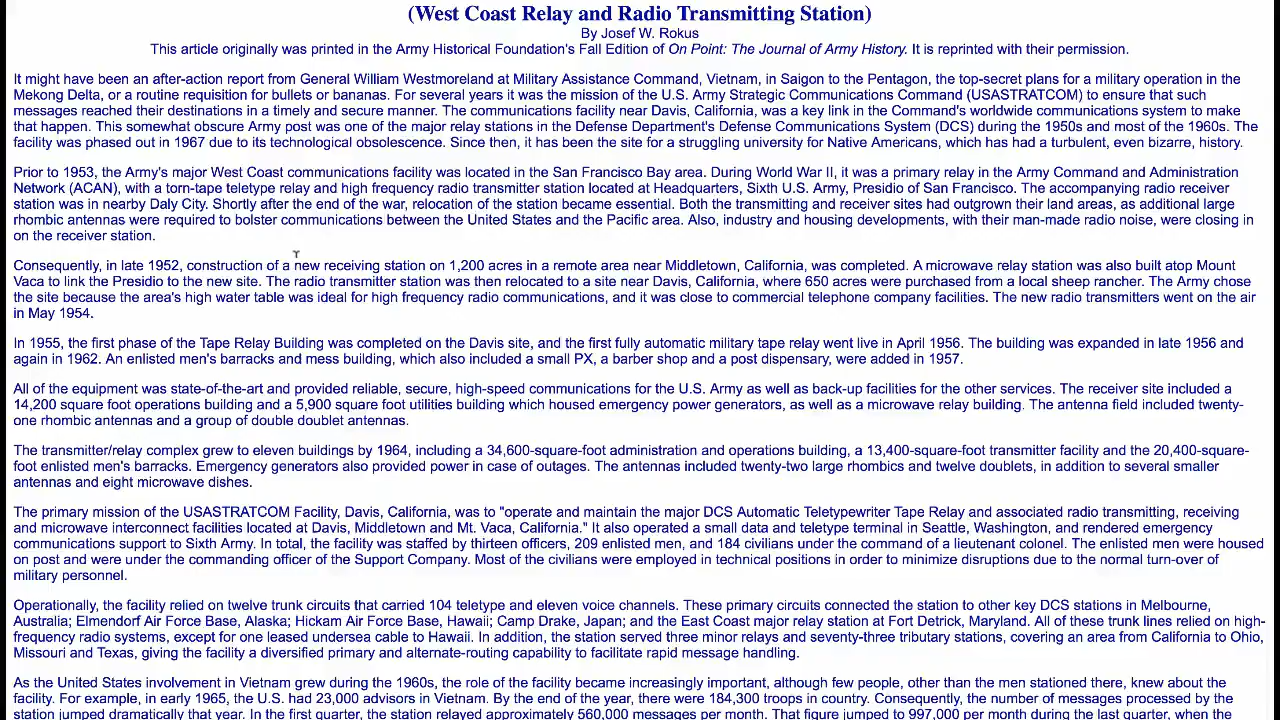 (West Coast Relay and Radio Transmitting Station)
By Josef W. Rokus
This article originally was printed in the Army Historical Foundation's Fall Edition of On Point: The Journal of Army History. It is reprinted with their permission.
It might have been an after-action report from General William Westmoreland at Military Assistance Command, Vietnam, in Saigon to the Pentagon, the top-secret plans for a military operation in the
Mekong Delta, or a routine requisition for bullets or bananas. For several years it was the mission of the U.S. Army Strategic Communications Command (USASTRATCOM) to ensure that such
messages reached their destinations in a timely and secure manner. The communications facility near Davis, California, was a key link in the Command's worldwide communications system to make
that happen. This somewhat obscure Army post was one of the major relay stations in the Defense Department's Defense Communications System (DCS) during the 1950s and most of the 1960s. The
facility was phased out in 1967 due to its technological obsolescence. Since then, it has been the site for a struggling university for Native Americans, which has had a turbulent, even bizarre, history.
Prior to 1953, the Army's major West Coast communications facility was located in the San Francisco Bay area. During World War II, it was a primary relay in the Army Command and Administration
Network (ACAN), with a torn-tape teletype relay and high frequency radio transmitter station located at Headquarters, Sixth U.S. Army, Presidio of San Francisco. The accompanying radio receiver
station was in nearby Daly City. Shortly after the end of the war, relocation of the station became essential. Both the transmitting and receiver sites had outgrown their land areas, as additional large
rhombic antennas were required to bolster communications between the United States and the Pacific area. Also, industry and housing developments, with their man-made radio noise, were closing in
on the receiver station.
Consequently, in late 1952, construction of a new receiving station on 1,200 acres in a remote area near Middletown, California, was completed. A microwave relay station was also built atop Mount
Vaca to link the Presidio to the new site. The radio transmitter station was then relocated to a site near Davis, California, where 650 acres were purchased from a local sheep rancher. The Army chose
the site because the area's high water table was ideal for high frequency radio communications, and it was close to commercial telephone company facilities. The new radio transmitters went on the air
in May 1954.
In 1955, the first phase of the Tape Relay Building was completed on the Davis site, and the first fully automatic military tape relay went live in April 1956. The building was expanded in late 1956 and
again in 1962. An enlisted men's barracks and mess building, which also included a small PX, a barber shop and a post dispensary, were added in 1957.
All of the equipment was state-of-the-art and provided reliable, secure, high-speed communications for the U.S. Army as well as back-up facilities for the other services. The receiver site included a
14,200 square foot operations building and a 5,900 square foot utilities building which housed emergency power generators, as well as a microwave relay building. The antenna field included twenty-
one rhombic antennas and a group of double doublet antennas.
The transmitter/relay complex grew to eleven buildings by 1964, including a 34,600-square-foot administration and operations building, a 13,400-square-foot transmitter facility and the 20,400-square-
foot enlisted men's barracks. Emergency generators also provided power in case of outages. The antennas included twenty-two large rhombics and twelve doublets, in addition to several smaller
antennas and eight microwave dishes.
The primary mission of the USASTRATCOM Facility, Davis, California, was to "operate and maintain the major DCS Automatic Teletypewriter Tape Relay and associated radio transmitting, receiving
and microwave interconnect facilities located at Davis, Middletown and Mt. Vaca, California." It also operated a small data and teletype terminal in Seattle, Washington, and rendered emergency
communications support to Sixth Army. In total, the facility was staffed by thirteen officers, 209 enlisted men, and 184 civilians under the command of a lieutenant colonel. The enlisted men were housed
on post and were under the commanding officer of the Support Company. Most of the civilians were employed in technical positions in order to minimize disruptions due to the normal turn-over of
military personnel.
Operationally, the facility relied on twelve trunk circuits that carried 104 teletype and eleven voice channels. These primary circuits connected the station to other key DCS stations in Melbourne,
Australia; Elmendorf Air Force Base, Alaska; Hickam Air Force Base, Hawaii; Camp Drake, Japan; and the East Coast major relay station at Fort Detrick, Maryland. All of these trunk lines relied on high-
frequency radio systems, except for one leased undersea cable to Hawaii. In addition, the station served three minor relays and seventy-three tributary stations, covering an area from California to Ohio,
Missouri and Texas, giving the facility a diversified primary and alternate-routing capability to facilitate rapid message handling.
As the United States involvement in Vietnam grew during the 1960s, the role of the facility became increasingly important, although few people, other than the men stationed there, knew about the
facility. For example, in early 1965, the U.S. had 23,000 advisors in Vietnam. By the end of the year, there were 184,300 troops in country. Consequently, the number of messages processed by the
station jumped dramatically that year. In the first quarter, the station relayed approximately 560,000 messages per month. That figure jumped to 997,000 per month during the last quarter, when the